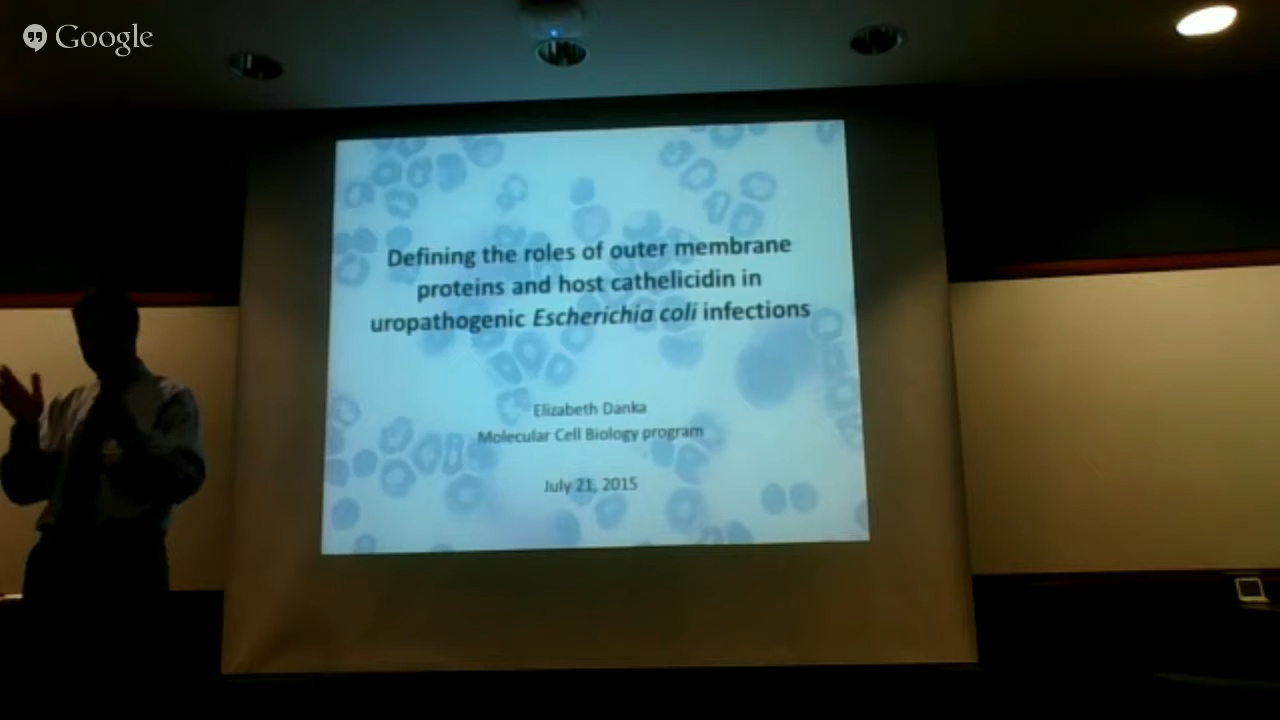 Google
Defining the roles of outer membrane
proteins and host cathelicidin in
uropathogenic Escherichia coli infections
Elizabeth Danka
Molecular Cell Biology program
July 21, 2015